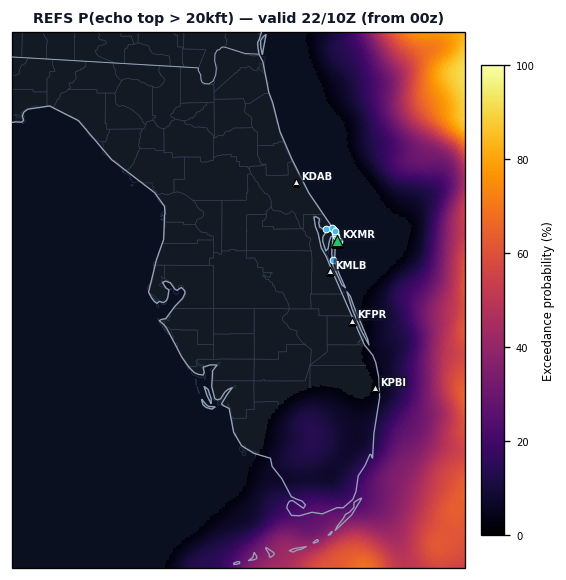 REFS P(echo top > 20kft) — valid 22/10Z (from 00z)
KDAB
KXMR
KMLB
KFPR
KPBI
100
80
60
40
20
0
Exceedance probability (%)